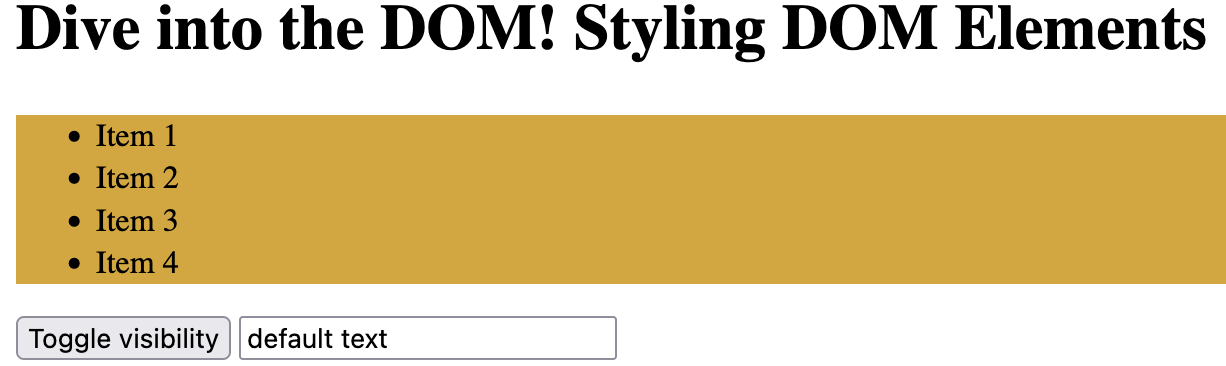 Dive into the DOM! Styling DOM Elements
Item 1
Item 2
Item 3
Item 4
Toggle visibility default text